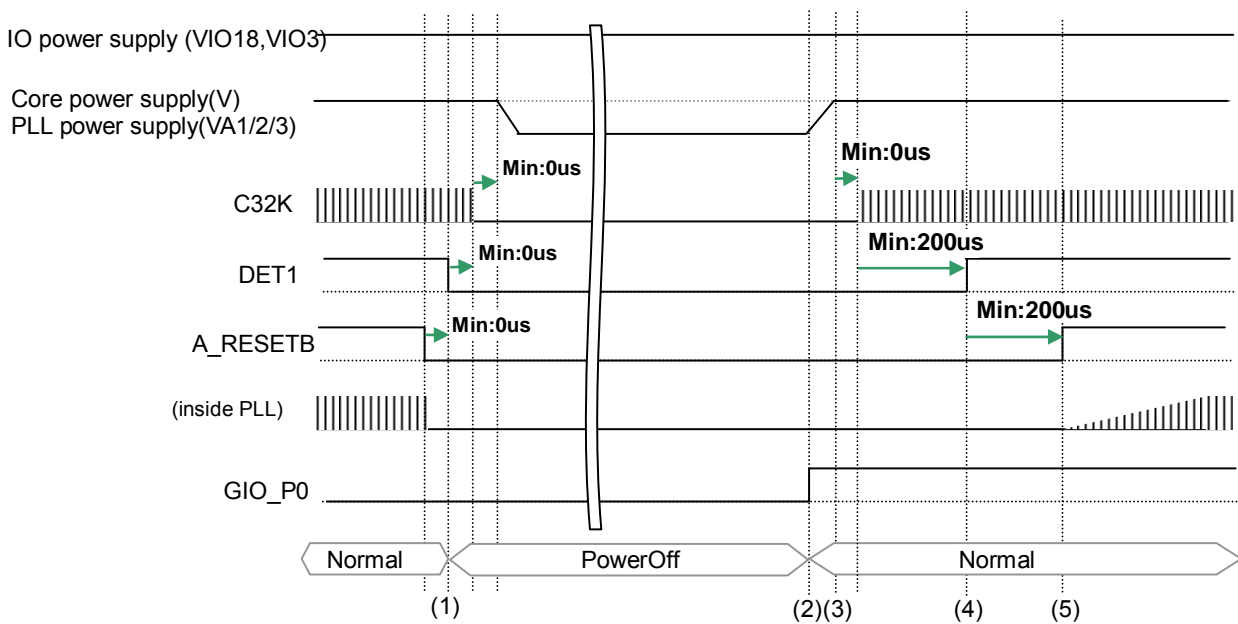 IO power supply (VIO18,VIO3)
Core power supply(V)
PLL power supply(VA1/2/3)
Min:0us
Min:0us
C32K
Min:0us
Min:200us
DET1
Min:0us
Min:200us
A_RESETB
(inside PLL)
GIO_P0
Normal PowerOff Normal
(1) (2)(3) (4) (5)